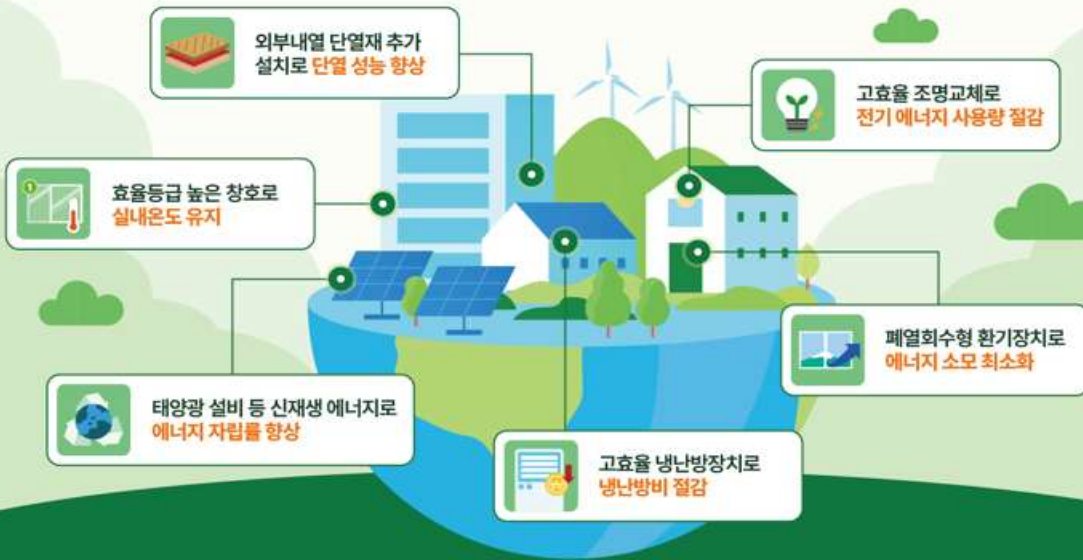 외부내열 단열재 추가
설치로 단열 성능 향상
고효율 조명교체로
전기 에너지 사용량 절감
효율등급 높은 창호로
실내온도 유지
폐열회수형 환기장치로
에너지 소모 최소화
태양광 설비 등 신재생 에너지로
에너지 자립률 향상
고효율 냉난방장치로
냉난방비 절감